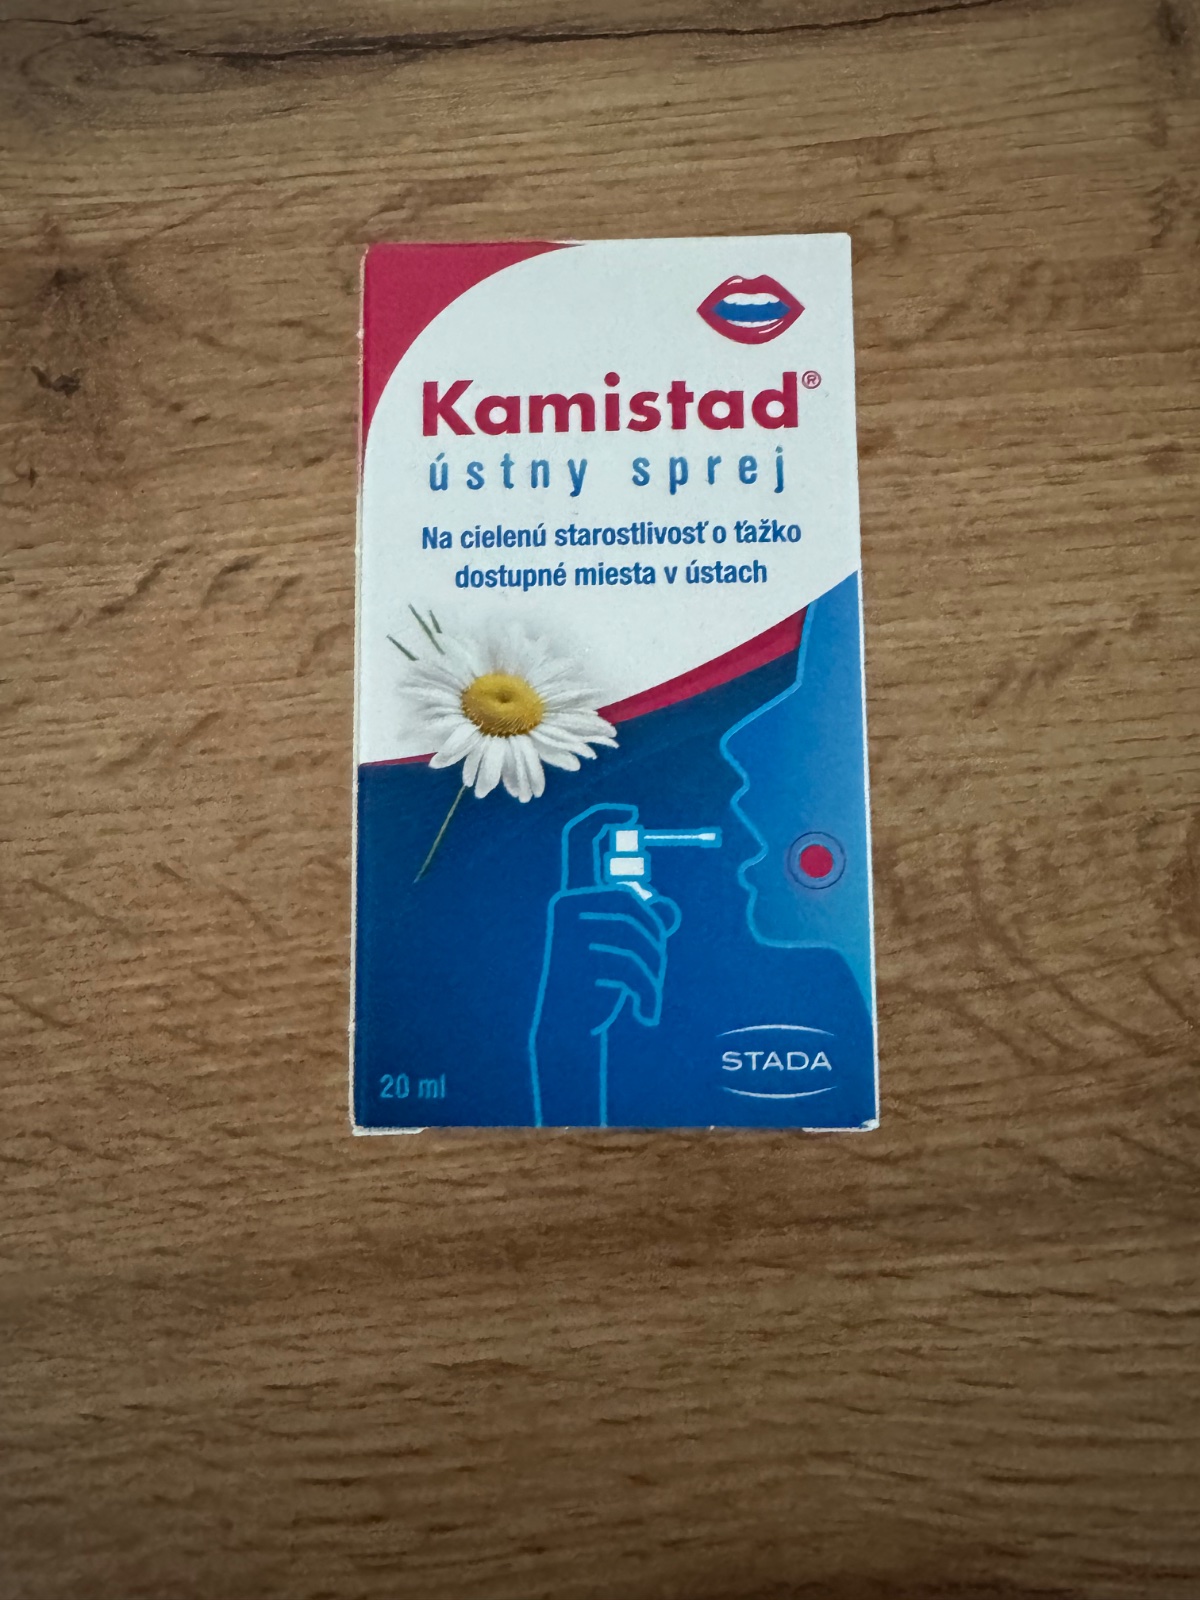 Kamistad®
ústny sprej
Na cielenú starostlivosť o ťažko
dostupné miesta v ústach
20 ml
STADA